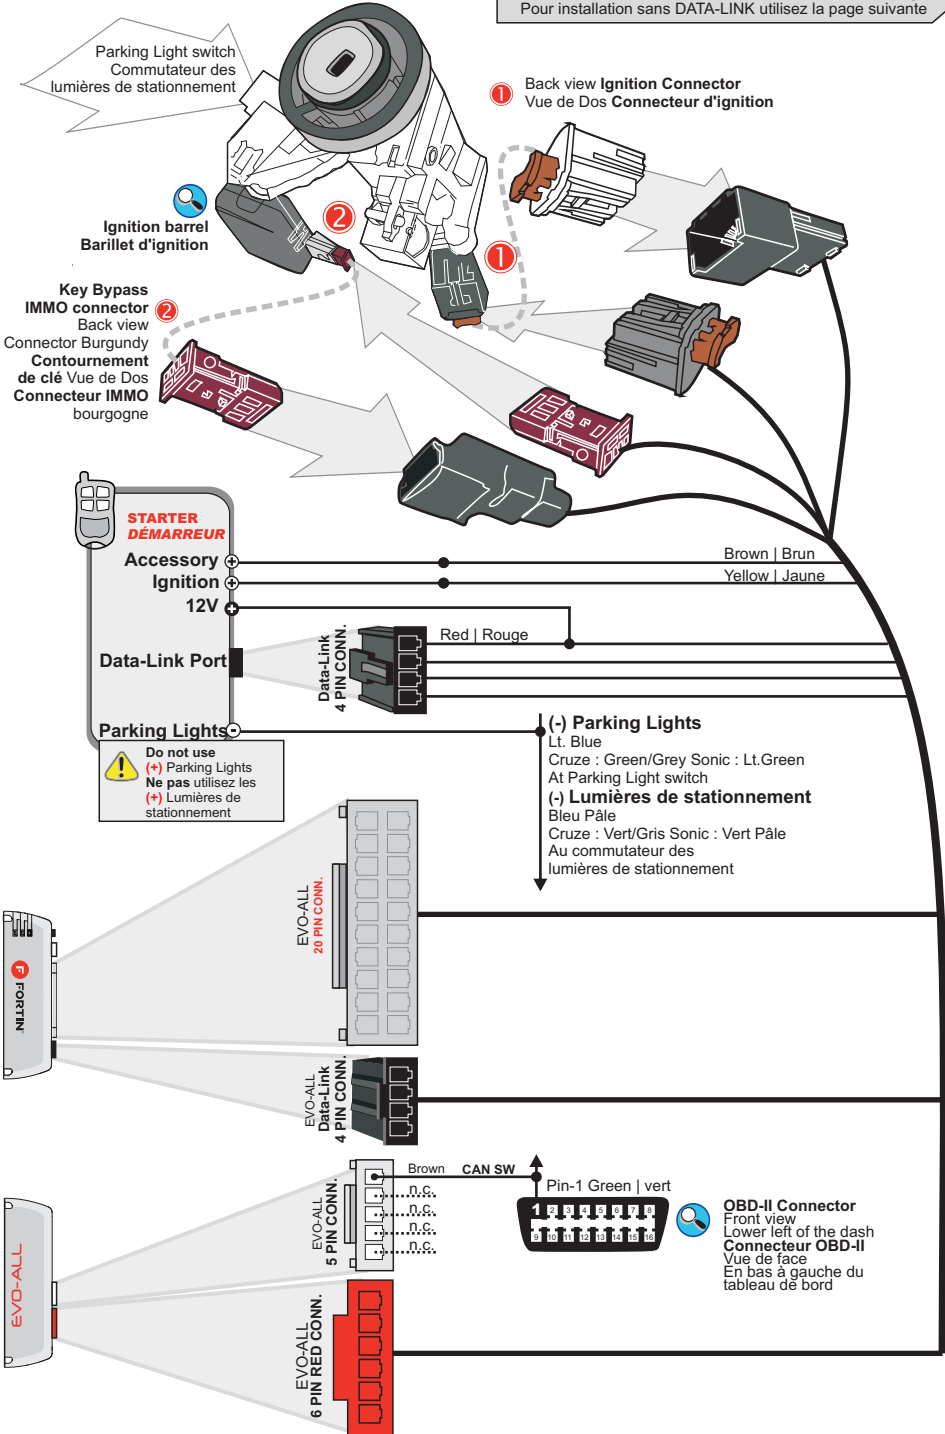 Pour installation sans DATA-LINK utilisez la page suivante
Parking Light switch
Commutateur des
lumières de stationnement
1
Back view Ignition Connector
Vue de Dos Connecteur d'ignition
Ignition barrel
Barillet d'ignition
2
1
Key Bypass
IMMO connector
Back view
Connector Burgundy
Contournement
de clé Vue de Dos
Connecteur IMMO
bourgogne
2
STARTER
DÉMARREUR
Accessory
Ignition
12V
Data-Link Port
Parking Lights
Brown | Brun
Yellow | Jaune
Red | Rouge
Data-Link
4 PIN CONN.
Do not use
(+) Parking Lights
Ne pas utilisez les
(+) Lumières de
stationnement
(-) Parking Lights
Lt. Blue
Cruze : Green/Grey Sonic : Lt.Green
At Parking Light switch
(-) Lumières de stationnement
Bleu Pâle
Cruze : Vert/Gris Sonic : Vert Pâle
Au commutateur des
lumières de stationnement
EVO-ALL
20 PIN CONN.
FORTIN
EVO-ALL
Data-Link
4 PIN CONN.
EVO-ALL
5 PIN CONN.
Brown CAN SW
n.c.
n.c.
n.c.
n.c.
Pin-1 Green | vert
1 2 3 4 5 6 7 8
9 10 11 12 13 14 15 16
OBD-II Connector
Front view
Lower left of the dash
Connecteur OBD-II
Vue de face
En bas à gauche du
tableau de bord
EVO-ALL
EVO-ALL
6 PIN RED CONN.